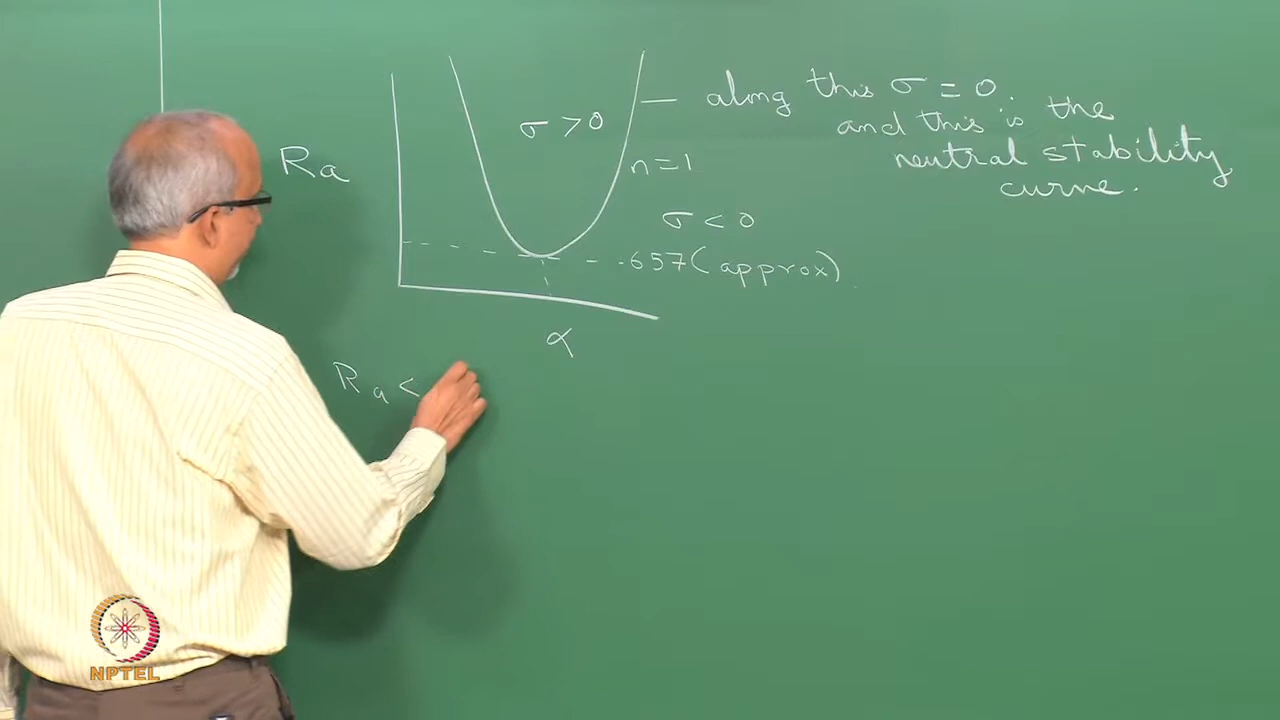 Ra
σ > 0
— along this σ = 0.
and this is the
neutral stability
curve.
n=1
σ < 0
657 (approx)
α
Ra <
NPTEL